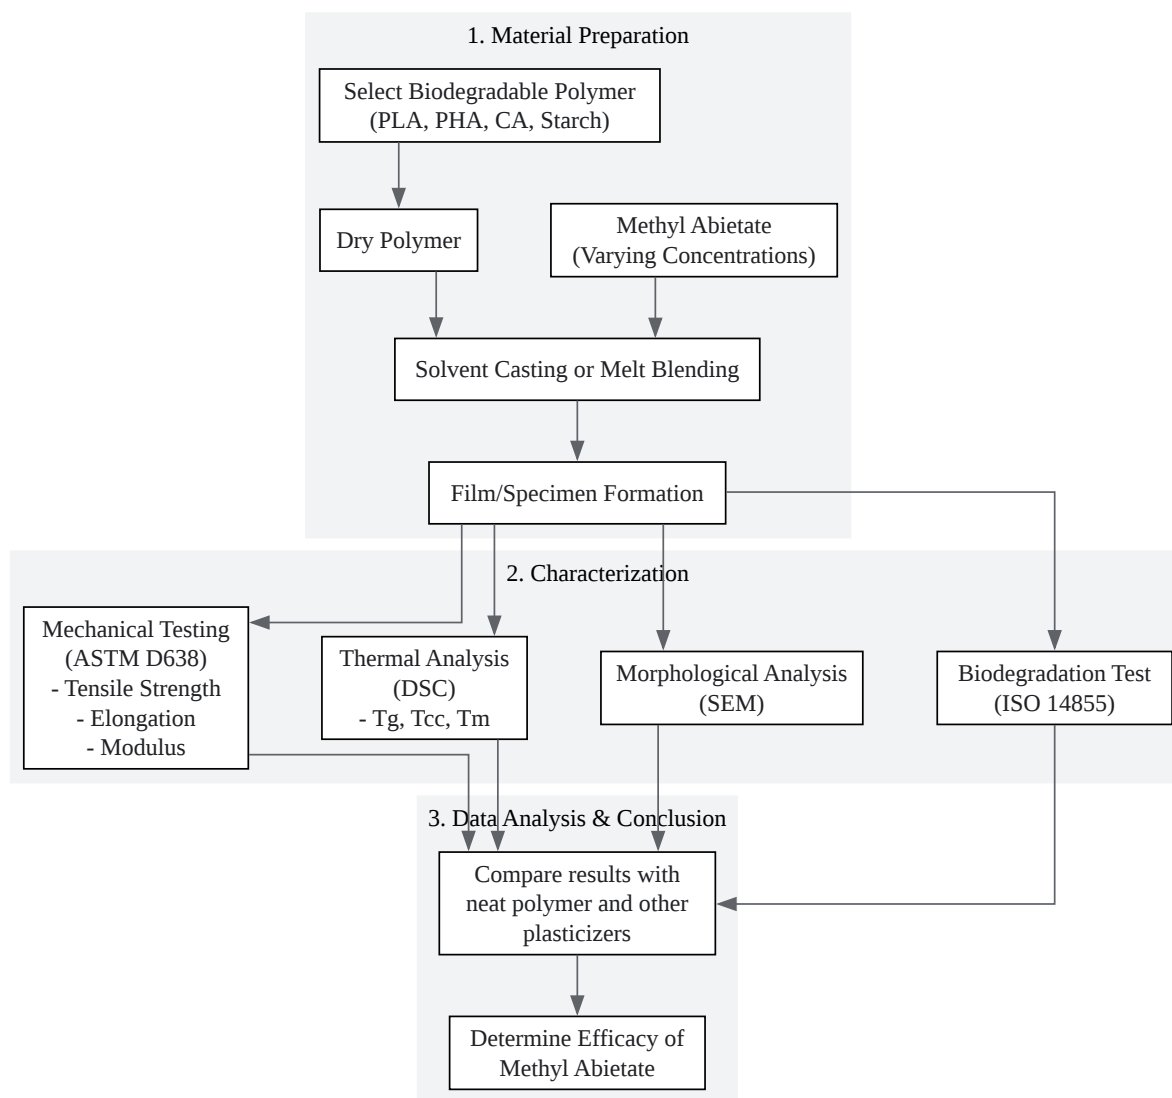 1. Material Preparation
Select Biodegradable Polymer
(PLA, PHA, CA, Starch)
Dry Polymer
Methyl Abietate
(Varying Concentrations)
Solvent Casting or Melt Blending
Film/Specimen Formation
2. Characterization
Mechanical Testing
(ASTM D638)
- Tensile Strength
- Elongation
- Modulus
Thermal Analysis
(DSC)
- Tg, Tcc, Tm
Morphological Analysis
(SEM)
Biodegradation Test
(ISO 14855)
3. Data Analysis & Conclusion
Compare results with
neat polymer and other
plasticizers
Determine Efficacy of
Methyl Abietate